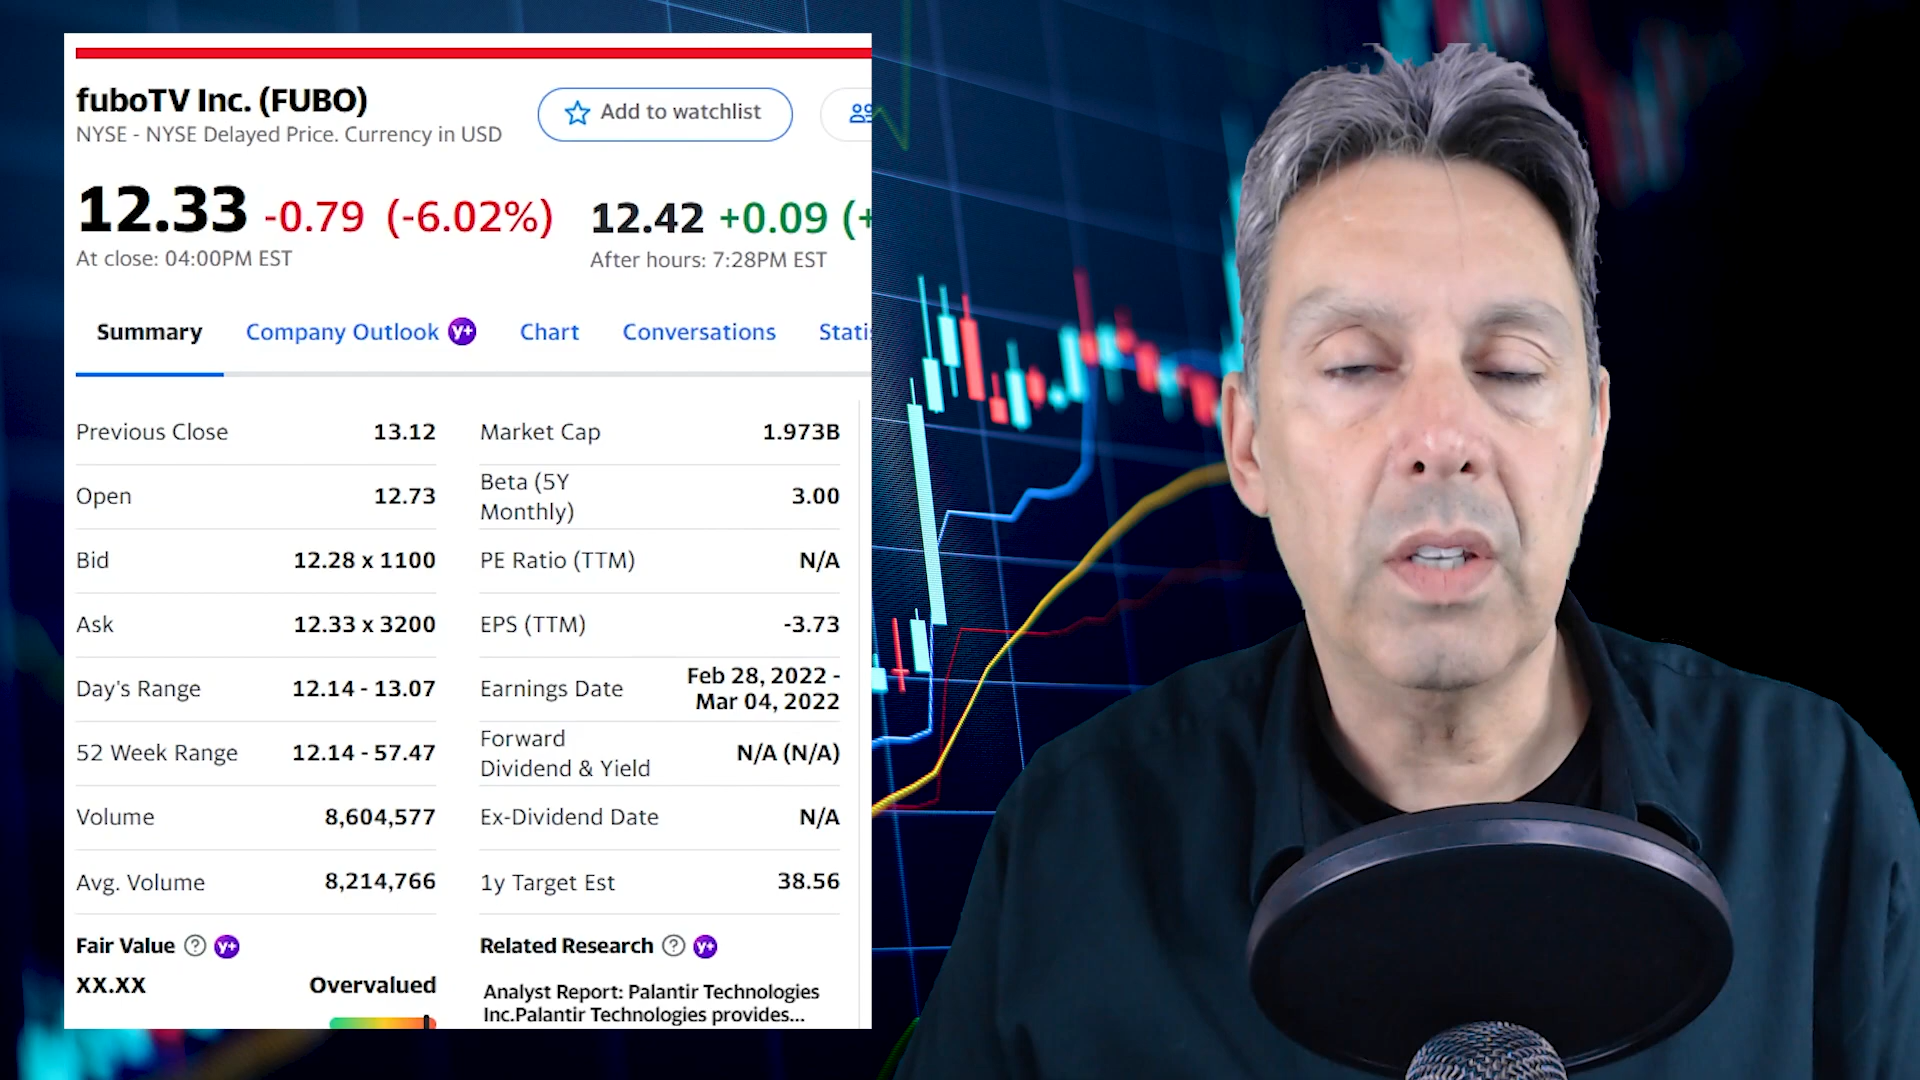 fuboTV Inc. (FUBO)
NYSE - NYSE Delayed Price. Currency in USD
Add to watchlist
12.33 -0.79 (-6.02%)
At close: 04:00PM EST
12.42 +0.09 (+
After hours: 7:28PM EST
Summary Company Outlook y+ Chart Conversations Stati
Previous Close 13.12
Open 12.73
Bid 12.28 x 1100
Ask 12.33 x 3200
Day's Range 12.14 - 13.07
52 Week Range 12.14 - 57.47
Volume 8,604,577
Avg. Volume 8,214,766
Market Cap 1.973B
Beta (5Y
Monthly) 3.00
PE Ratio (TTM) N/A
EPS (TTM) -3.73
Earnings Date Feb 28, 2022 -
Mar 04, 2022
Forward
Dividend & Yield N/A (N/A)
Ex-Dividend Date N/A
1y Target Est 38.56
Fair Value ? y+
XX.XX Overvalued
Related Research ? y+
Analyst Report: Palantir Technologies
Inc.Palantir Technologies provides...